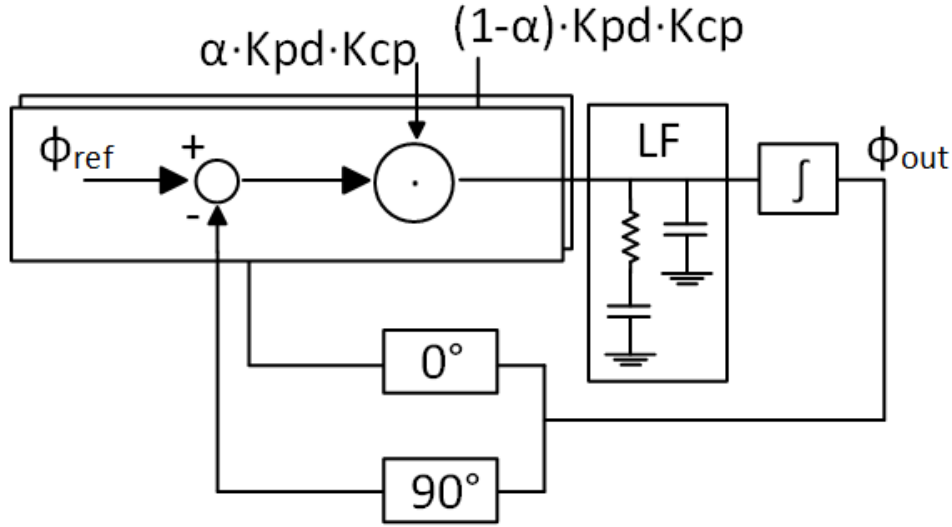 α·Kpd·Kcp
(1-α)·Kpd·Kcp
ϕref
+
-
·
LF
∫
ϕout
0°
90°